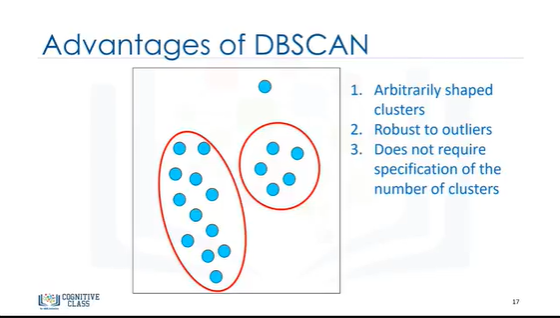 Advantages of DBSCAN
1. Arbitrarily shaped
clusters
2. Robust to outliers
3. Does not require
specification of the
number of clusters
COGNITIVE
CLASS
17